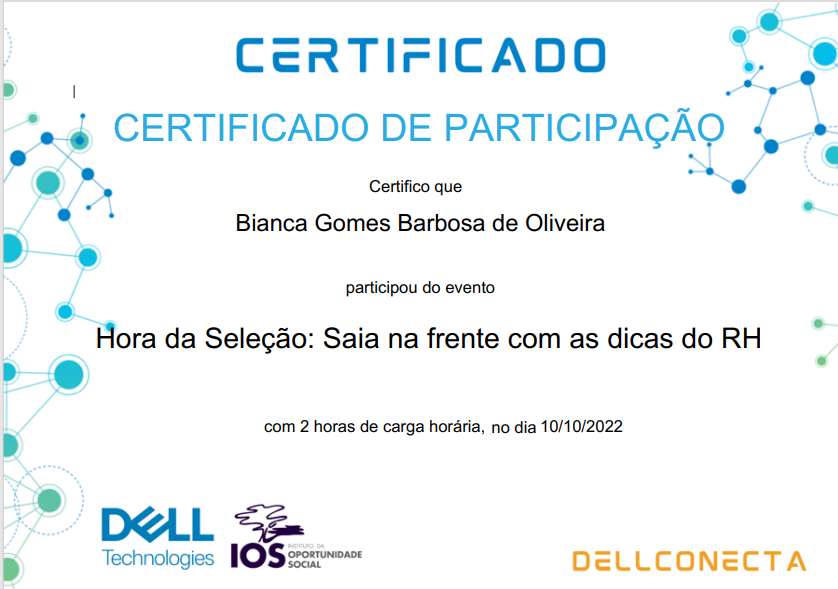 CERTIFICADO
CERTIFICADO DE PARTICIPAÇÃO
Certifico que
Bianca Gomes Barbosa de Oliveira
participou do evento
Hora da Seleção: Saia na frente com as dicas do RH
com 2 horas de carga horária, no dia 10/10/2022
DELL
Technologies
IOS
INSTITUTO DA
OPORTUNIDADE
SOCIAL
DELLCONECTA